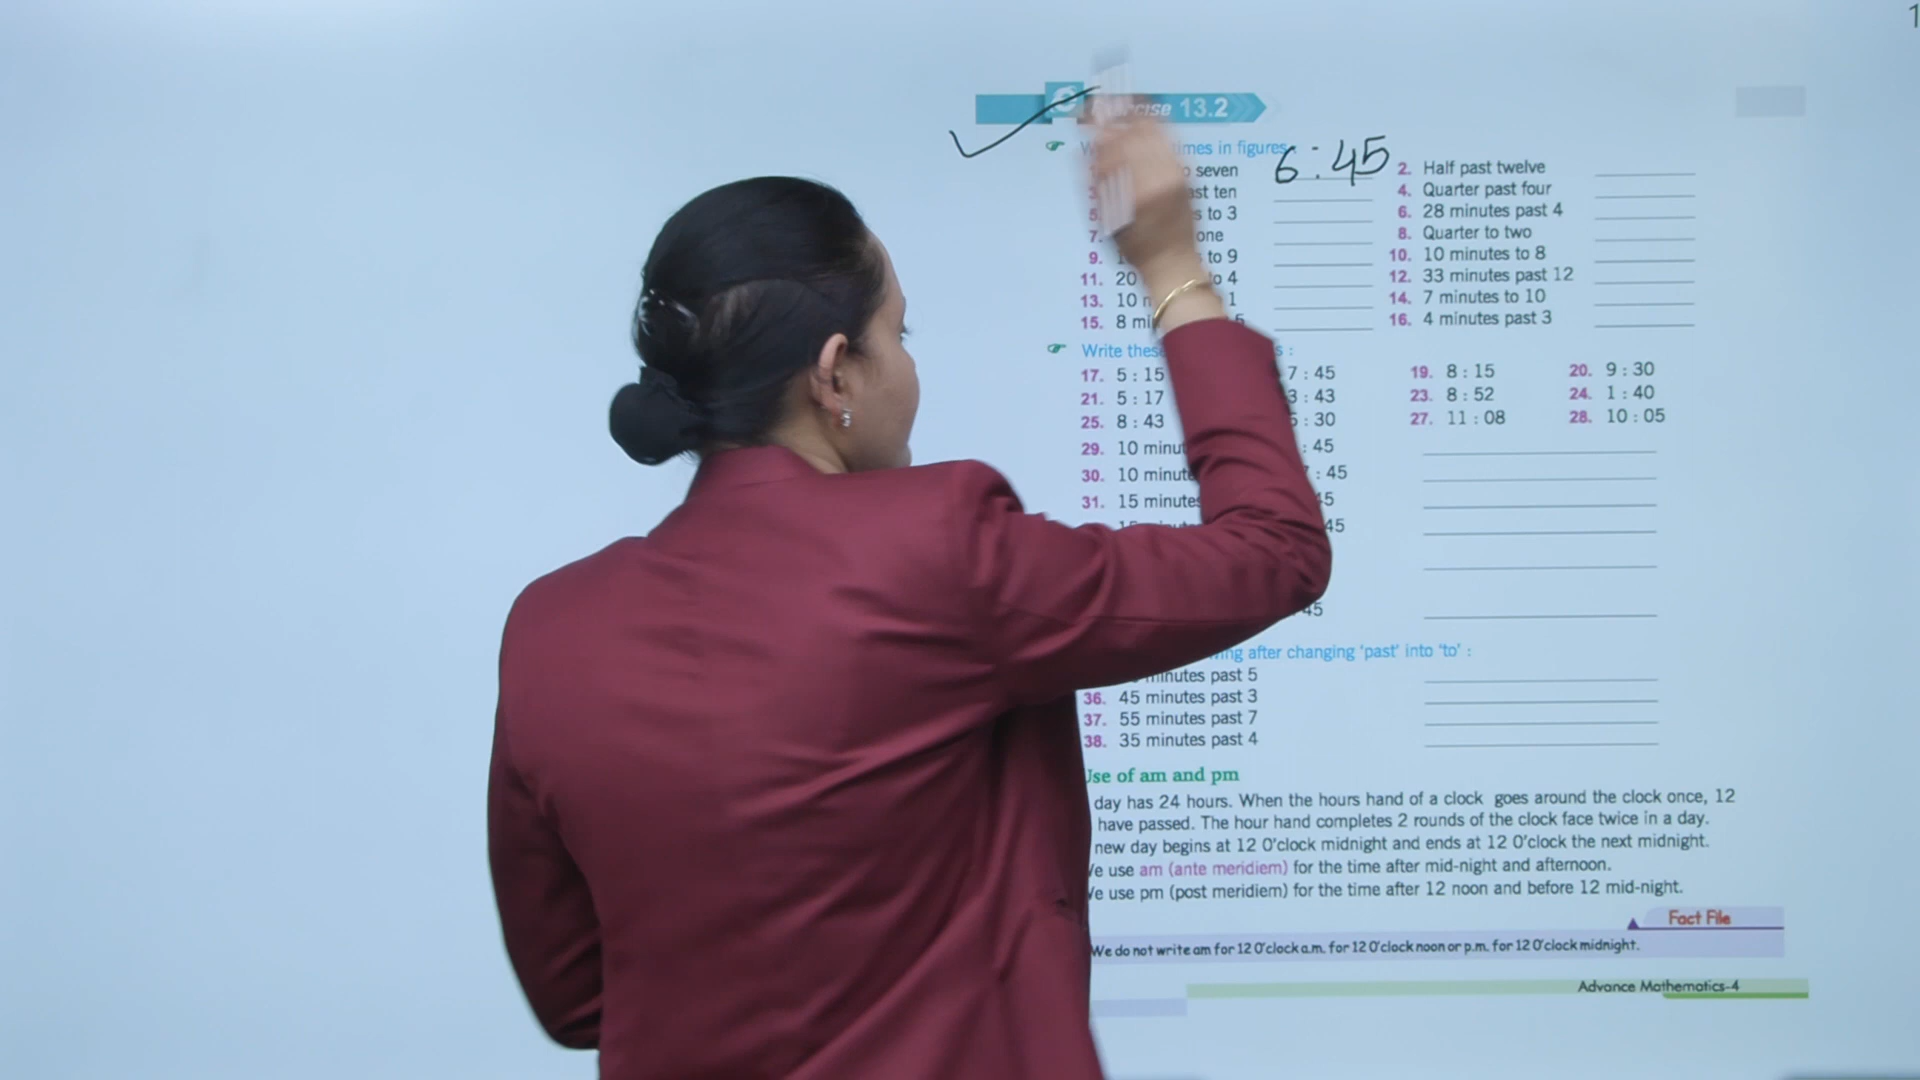 1
Exercise 13.2
times in figures
seven 6:45 2. Half past twelve
ten 4. Quarter past four
5. to 3 6. 28 minutes past 4
7. one 8. Quarter to two
9. to 9 10. 10 minutes to 8
11. 20 4 12. 33 minutes past 12
13. 10 1 14. 7 minutes to 10
15. 8 16. 4 minutes past 3
Write these :
17. 5 : 15 7 : 45 19. 8 : 15 20. 9 : 30
21. 5 : 17 3 : 43 23. 8 : 52 24. 1 : 40
25. 8 : 43 : 30 27. 11 : 08 28. 10 : 05
29. 10 : 45
30. 10 : 45
31. 15 minutes
45
45
after changing 'past' into 'to' :
minutes past 5
36. 45 minutes past 3
37. 55 minutes past 7
38. 35 minutes past 4
Use of am and pm
day has 24 hours. When the hours hand of a clock goes around the clock once, 12
have passed. The hour hand completes 2 rounds of the clock face twice in a day.
new day begins at 12 O'clock midnight and ends at 12 O'clock the next midnight.
use am (ante meridiem) for the time after mid-night and afternoon.
use pm (post meridiem) for the time after 12 noon and before 12 mid-night.
Fact File
We do not write am for 12 O'clock a.m. for 12 O'clock noon or p.m. for 12 O'clock midnight.
Advance Mathematics-4